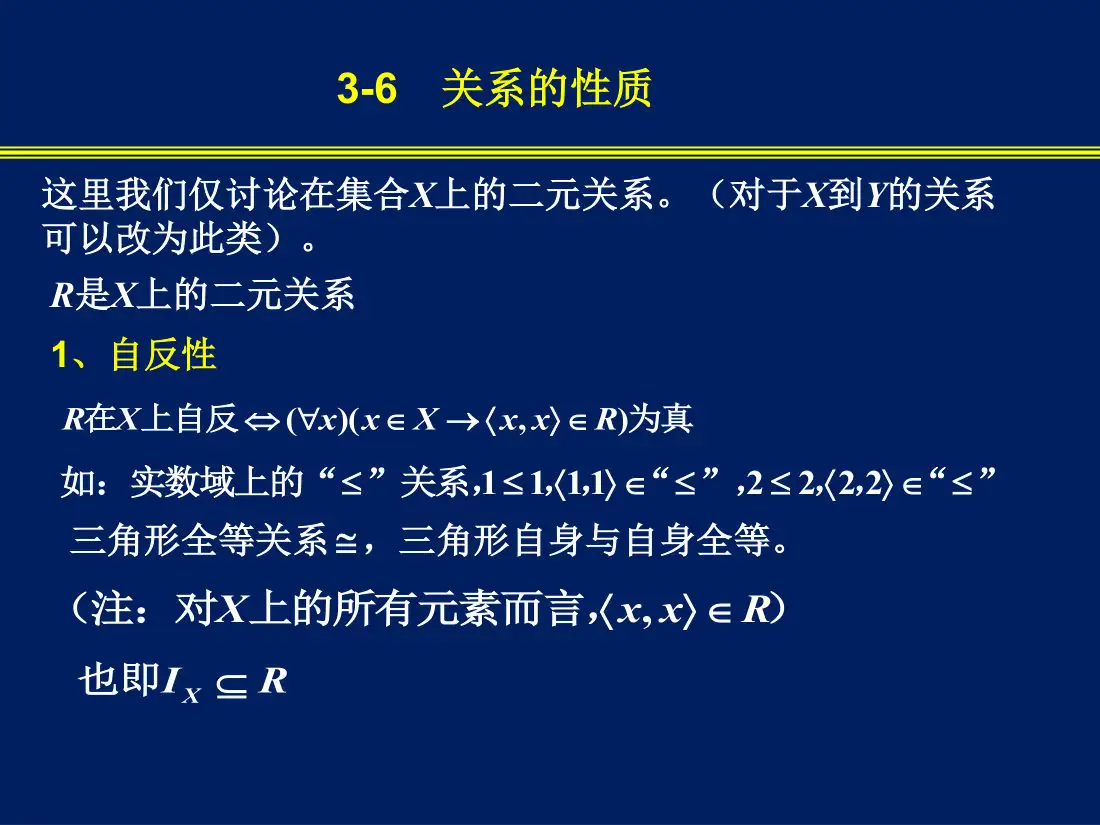 3-6 关系的性质
这里我们仅讨论在集合X上的二元关系。（对于X到Y的关系
可以改为此类）。
R是X上的二元关系
1、自反性
R在X上自反⇔(∀x)(x∈X→⟨x,x⟩∈R)为真
如：实数域上的“≤”关系,1≤1,⟨1,1⟩∈“≤”,2≤2,⟨2,2⟩∈“≤”
三角形全等关系≌，三角形自身与自身全等。
（注：对X上的所有元素而言,⟨x,x⟩∈R）
也即I_X⊆R